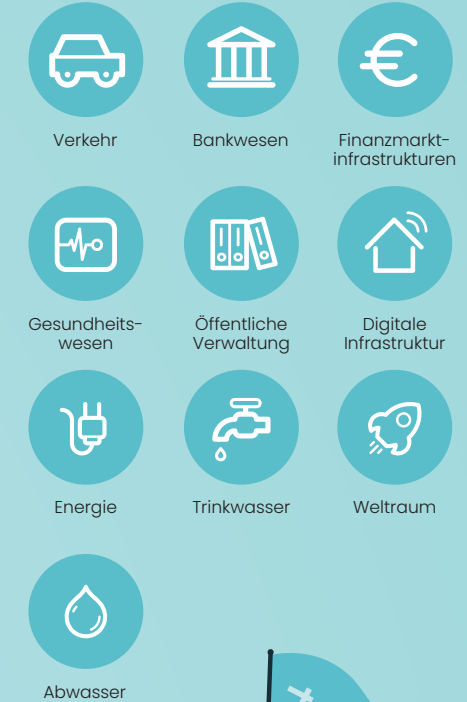 Verkehr
Bankwesen
Finanzmarkt-
infrastrukturen
Gesundheits-
wesen
Öffentliche
Verwaltung
Digitale
Infrastruktur
Energie
Trinkwasser
Weltraum
Abwasser